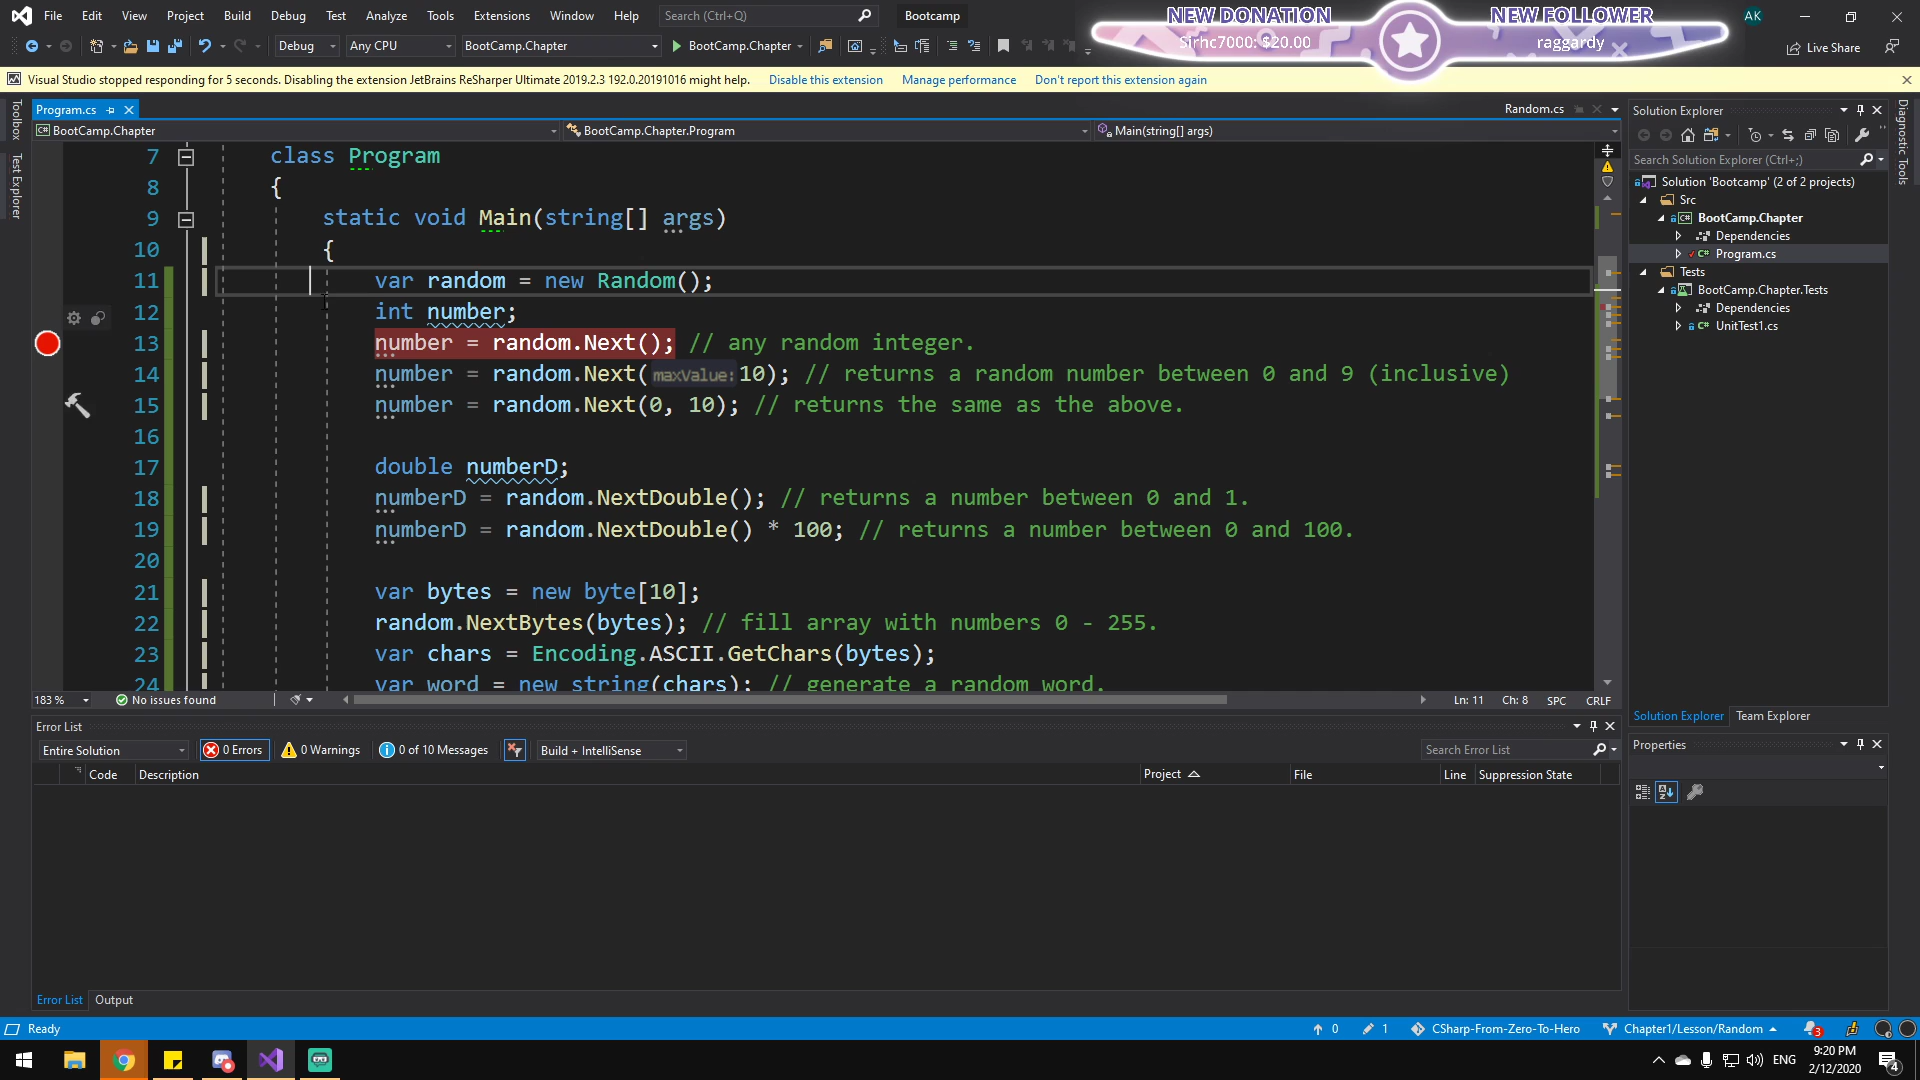 File Edit View Project Build Debug Test Analyze Tools Extensions Window Help Search (Ctrl+Q) Bootcamp
NEW DONATION
Sirhc7000: $20.00
NEW FOLLOWER
raggardy
AK
Debug Any CPU BootCamp.Chapter BootCamp.Chapter Live Share
Visual Studio stopped responding for 5 seconds. Disabling the extension JetBrains ReSharper Ultimate 2019.2.3 192.0.20191016 might help. Disable this extension Manage performance Don't report this extension again
Toolbox
Test Explorer
Program.cs Random.cs
BootCamp.Chapter BootCamp.Chapter.Program Main(string[] args)
7 class Program
8 {
9 static void Main(string[] args)
10 {
11 var random = new Random();
12 int number;
13 number = random.Next(); // any random integer.
14 number = random.Next(maxValue:10); // returns a random number between 0 and 9 (inclusive)
15 number = random.Next(0, 10); // returns the same as the above.
16
17 double numberD;
18 numberD = random.NextDouble(); // returns a number between 0 and 1.
19 numberD = random.NextDouble() * 100; // returns a number between 0 and 100.
20
21 var bytes = new byte[10];
22 random.NextBytes(bytes); // fill array with numbers 0 - 255.
23 var chars = Encoding.ASCII.GetChars(bytes);
24 var word = new string(chars); // generate a random word.
183 % No issues found Ln: 11 Ch: 8 SPC CRLF
Solution Explorer
Search Solution Explorer (Ctrl+;)
Solution 'Bootcamp' (2 of 2 projects)
Src
BootCamp.Chapter
Dependencies
C# Program.cs
Tests
BootCamp.Chapter.Tests
Dependencies
C# UnitTest1.cs
Diagnostic Tools
Solution Explorer Team Explorer
Properties
Error List
Entire Solution 0 Errors 0 Warnings 0 of 10 Messages Build + IntelliSense Search Error List
Code Description Project File Line Suppression State
Error List Output
Ready 0 1 CSharp-From-Zero-To-Hero Chapter1/Lesson/Random 3
ENG 9:20 PM
2/12/2020
4